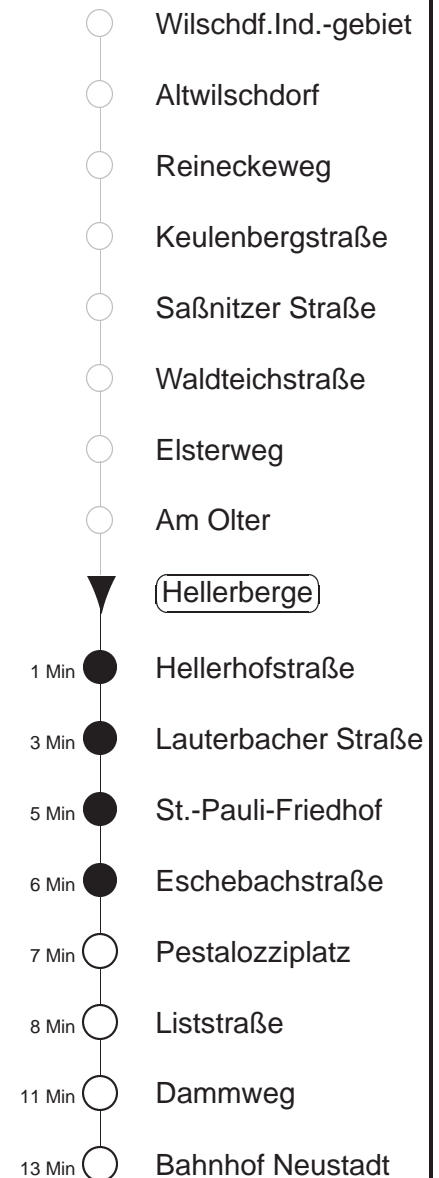 Wilschdf.Ind.-gebiet
Altwilschdorf
Reineckeweg
Keulenbergstraße
Saßnitzer Straße
Waldteichstraße
Elsterweg
Am Olter
Hellerberge
1 Min Hellerhofstraße
3 Min Lauterbacher Straße
5 Min St.-Pauli-Friedhof
6 Min Eschebachstraße
7 Min Pestalozziplatz
8 Min Liststraße
11 Min Dammweg
13 Min Bahnhof Neustadt